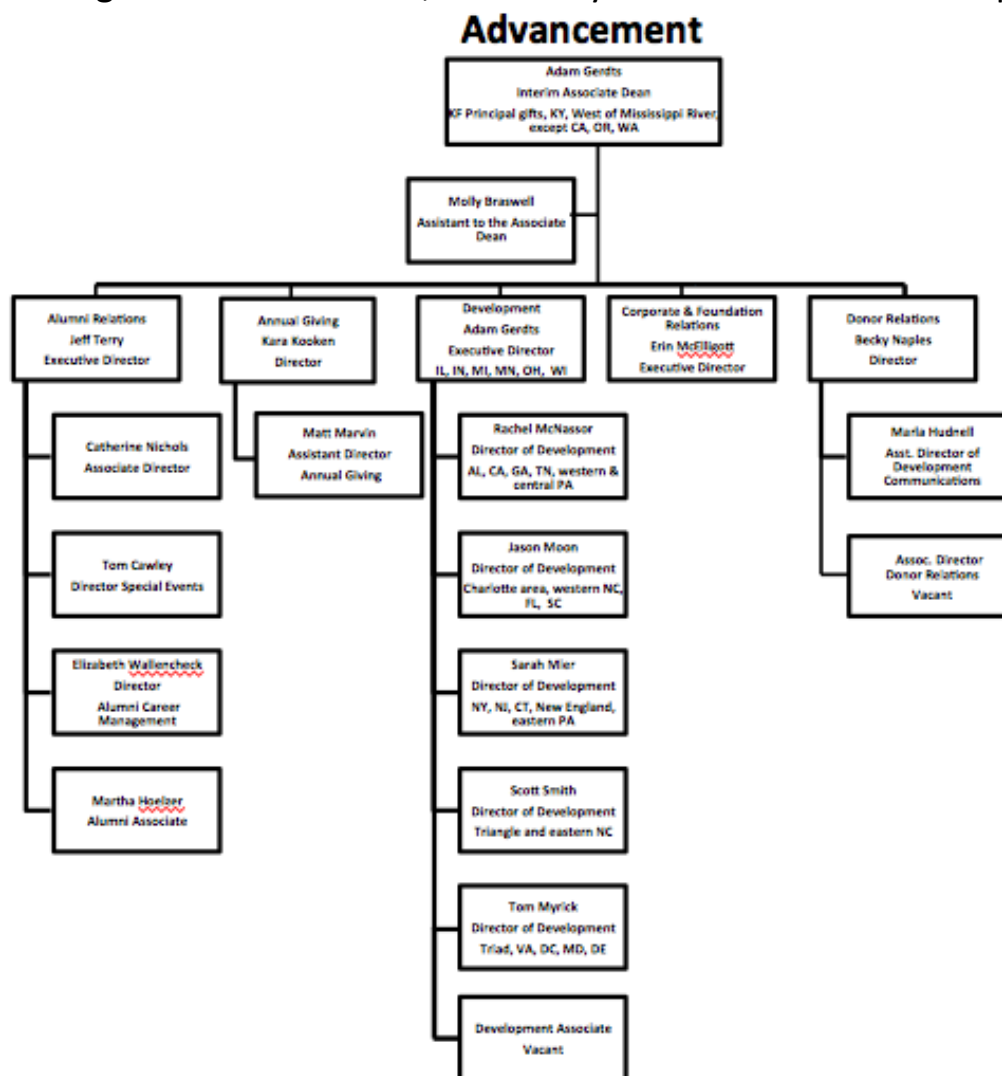 Advancement
Adam Gerdts
Interim Associate Dean
KF Principal gifts, KY, West of Mississippi River,
except CA, OR, WA
Molly Braswell
Assistant to the Associate
Dean
Alumni Relations
Jeff Terry
Executive Director
Annual Giving
Kara Kooken
Director
Development
Adam Gerdts
Executive Director
IL, IN, MI, MN, OH, WI
Corporate & Foundation
Relations
Erin McElligott
Executive Director
Donor Relations
Becky Naples
Director
Catherine Nichols
Associate Director
Tom Cawley
Director Special Events
Elizabeth Wallencheck
Director
Alumni Career
Management
Martha Hoelzer
Alumni Associate
Matt Marvin
Assistant Director
Annual Giving
Rachel McNassor
Director of Development
AL, CA, GA, TN, western &
central PA
Jason Moon
Director of Development
Charlotte area, western NC,
FL, SC
Sarah Mier
Director of Development
NY, NJ, CT, New England,
eastern PA
Scott Smith
Director of Development
Triangle and eastern NC
Tom Myrick
Director of Development
Triad, VA, DC, MD, DE
Development Associate
Vacant
Marla Hudnell
Asst. Director of
Development
Communications
Assoc. Director
Donor Relations
Vacant